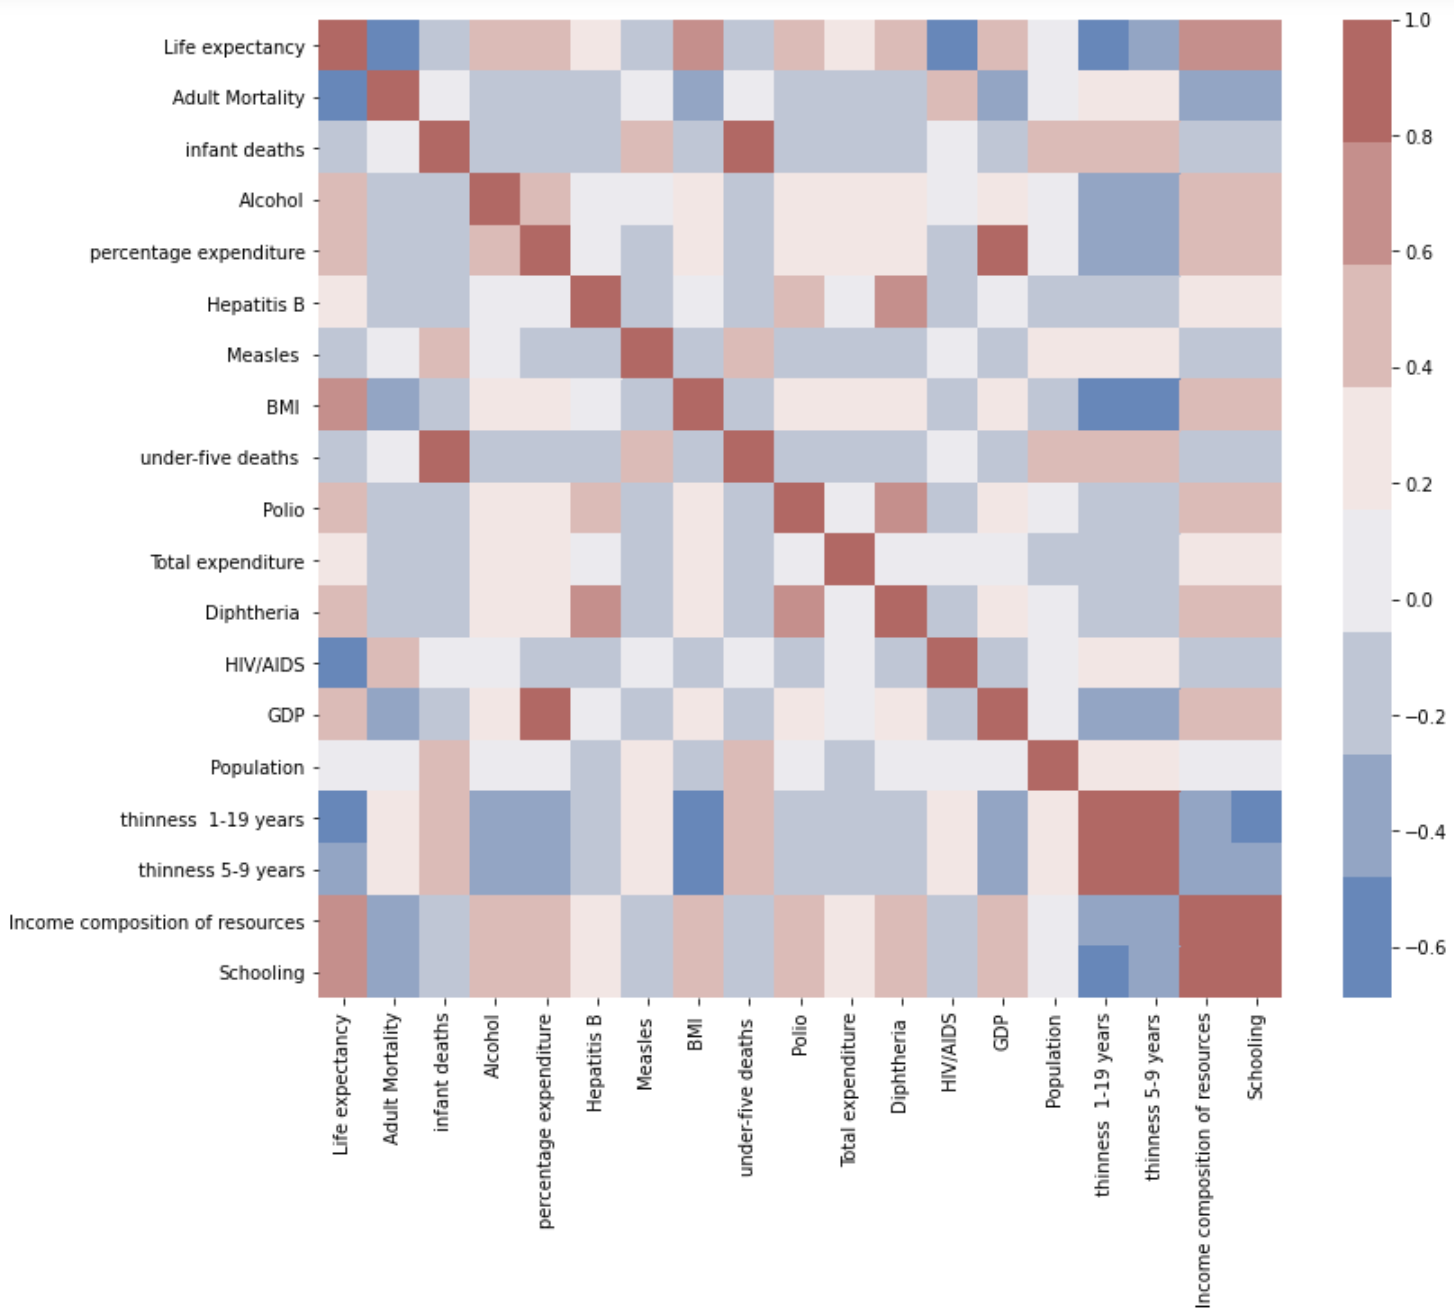 Life expectancy
Adult Mortality
infant deaths
Alcohol
percentage expenditure
Hepatitis B
Measles
BMI
under-five deaths
Polio
Total expenditure
Diphtheria
HIV/AIDS
GDP
Population
thinness  1-19 years
thinness 5-9 years
Income composition of resources
Schooling
Life expectancy
Adult Mortality
infant deaths
Alcohol
percentage expenditure
Hepatitis B
Measles
BMI
under-five deaths
Polio
Total expenditure
Diphtheria
HIV/AIDS
GDP
Population
thinness  1-19 years
thinness 5-9 years
Income composition of resources
Schooling
1.0
0.8
0.6
0.4
0.2
0.0
−0.2
−0.4
−0.6